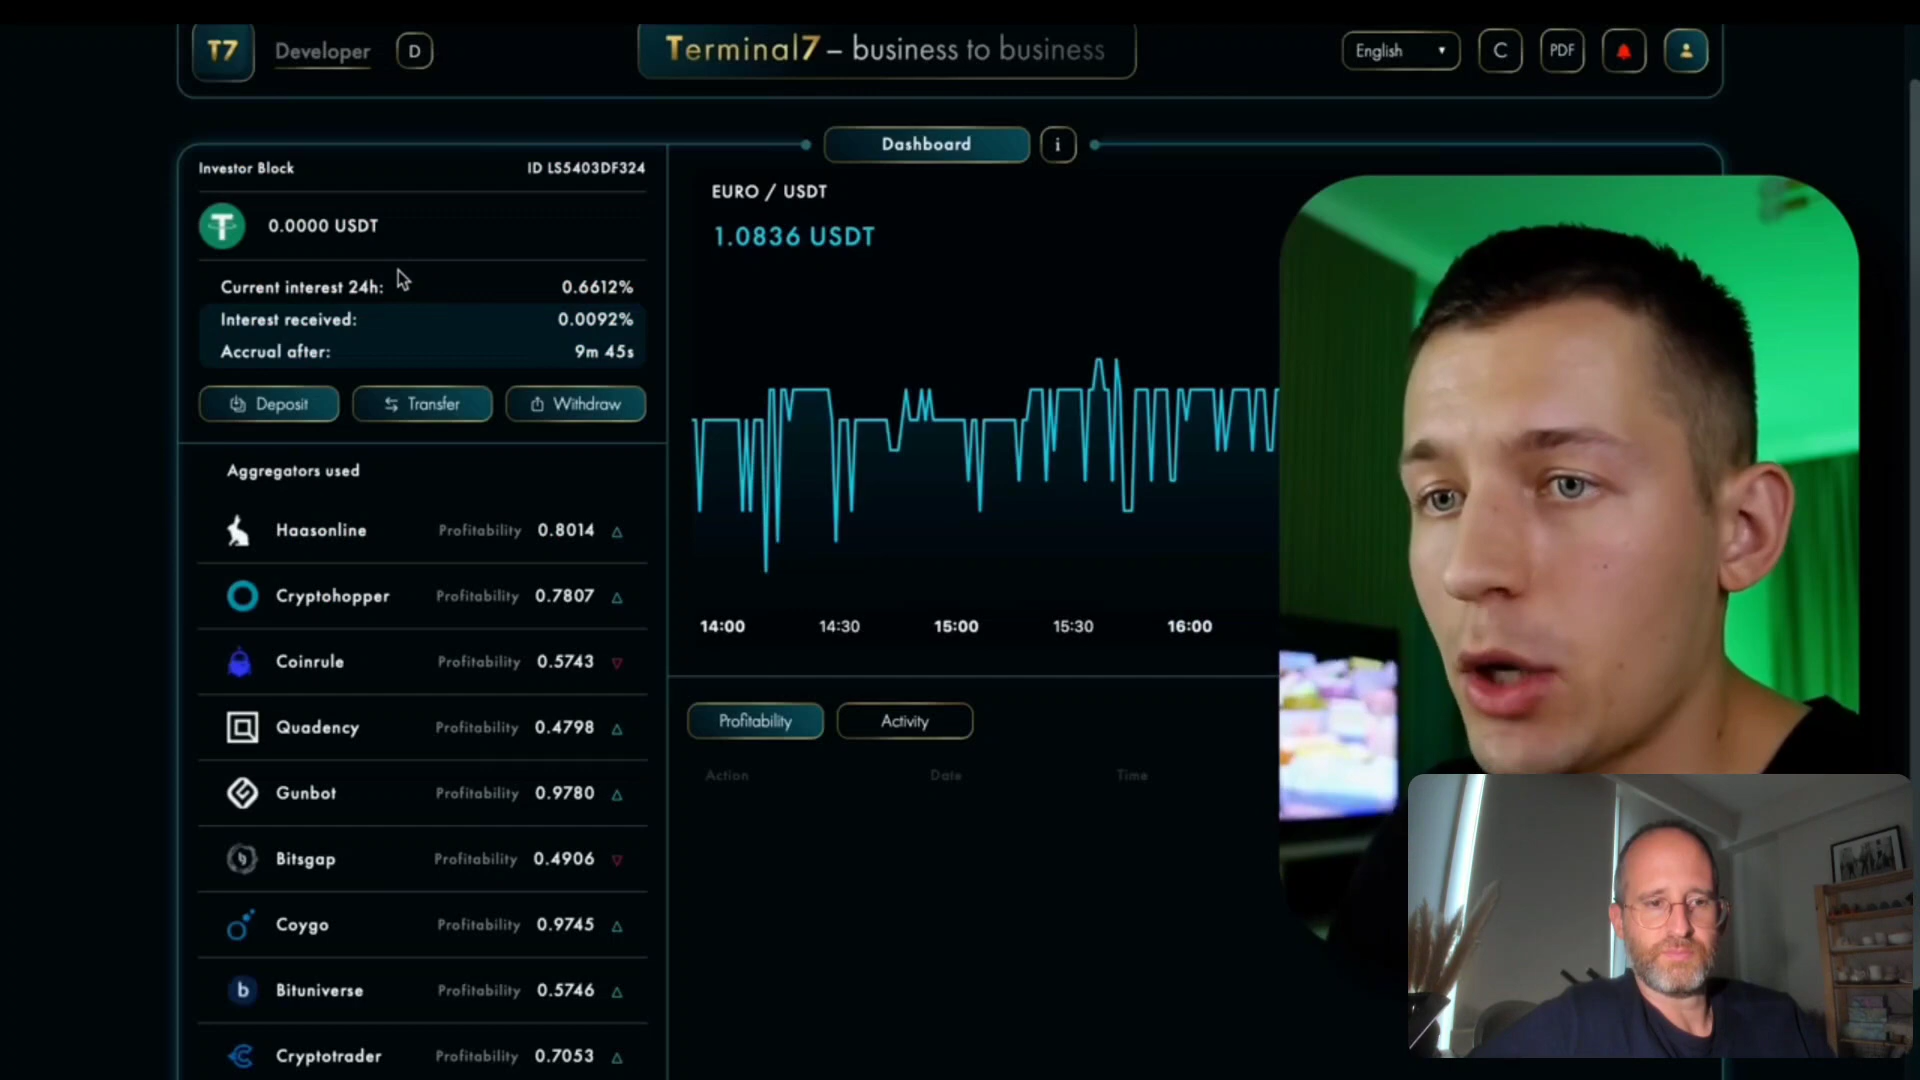 T7
Developer
D
Terminal7 – business to business
English
C
PDF
Dashboard
i
Investor Block
ID LS5403DF324
0.0000 USDT
Current interest 24h: 0.6612%
Interest received: 0.0092%
Accrual after: 9m 45s
Deposit
Transfer
Withdraw
Aggregators used
Haasonline Profitability 0.8014
Cryptohopper Profitability 0.7807
Coinrule Profitability 0.5743
Quadency Profitability 0.4798
Gunbot Profitability 0.9780
Bitsgap Profitability 0.4906
Coygo Profitability 0.9745
b Bituniverse Profitability 0.5746
Cryptotrader Profitability 0.7053
EURO / USDT
1.0836 USDT
14:00 14:30 15:00 15:30 16:00
Profitability
Activity
Action Date Time